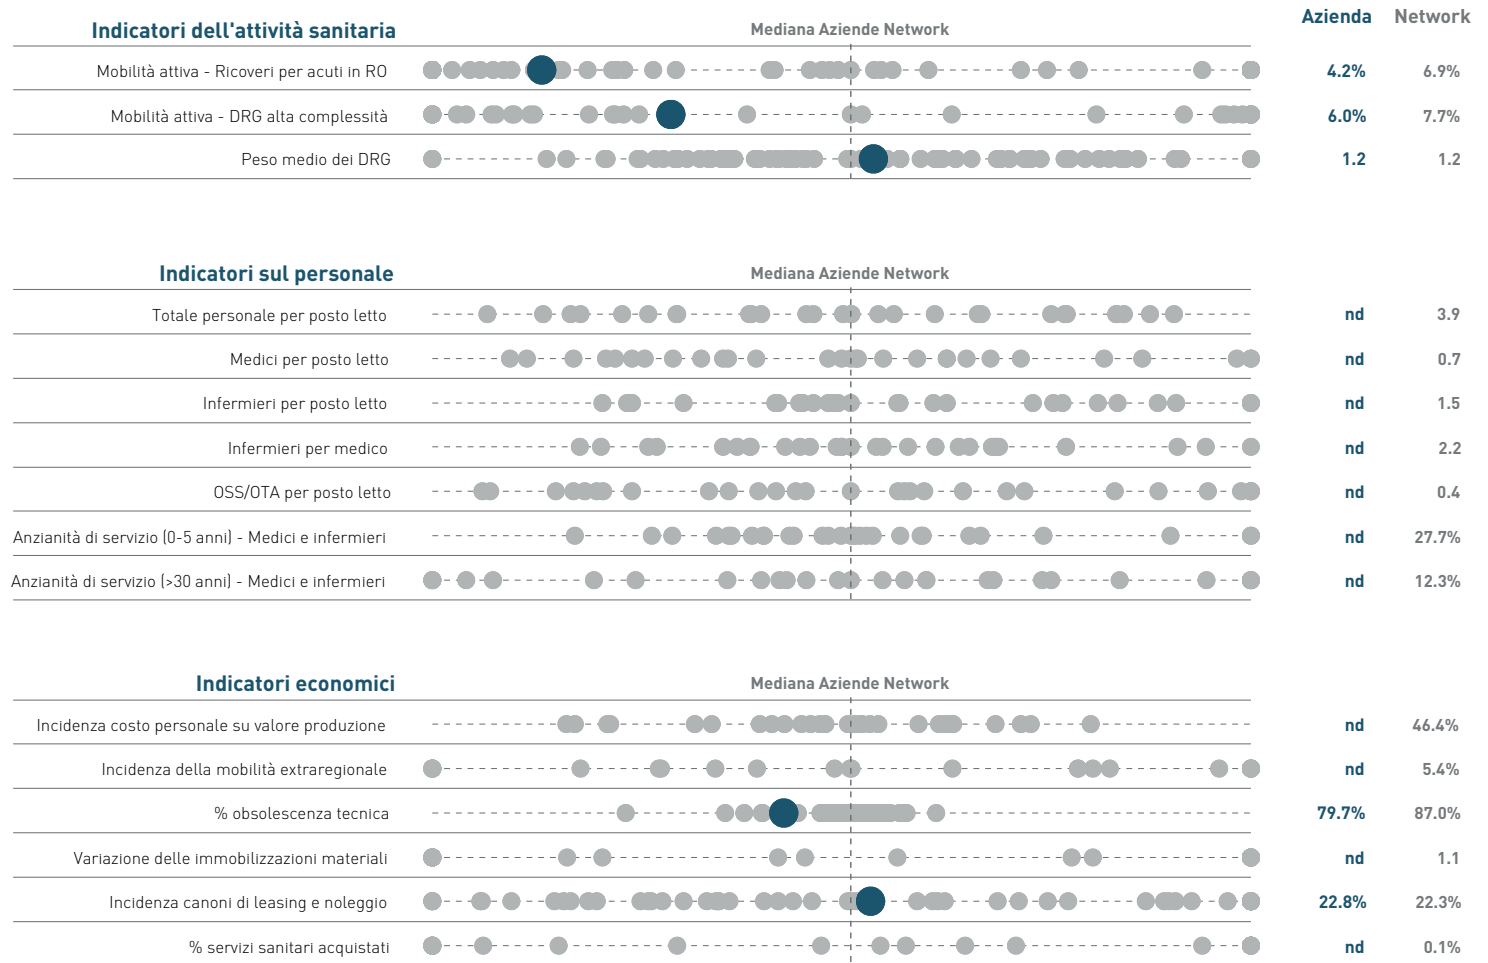 Azienda Network
Indicatori dell'attività sanitaria Mediana Aziende Network
Mobilità attiva - Ricoveri per acuti in RO 4.2% 6.9%
Mobilità attiva - DRG alta complessità 6.0% 7.7%
Peso medio dei DRG 1.2 1.2
Indicatori sul personale Mediana Aziende Network
Totale personale per posto letto nd 3.9
Medici per posto letto nd 0.7
Infermieri per posto letto nd 1.5
Infermieri per medico nd 2.2
OSS/OTA per posto letto nd 0.4
Anzianità di servizio (0-5 anni) - Medici e infermieri nd 27.7%
Anzianità di servizio (>30 anni) - Medici e infermieri nd 12.3%
Indicatori economici Mediana Aziende Network
Incidenza costo personale su valore produzione nd 46.4%
Incidenza della mobilità extraregionale nd 5.4%
% obsolescenza tecnica 79.7% 87.0%
Variazione delle immobilizzazioni materiali nd 1.1
Incidenza canoni di leasing e noleggio 22.8% 22.3%
% servizi sanitari acquistati nd 0.1%